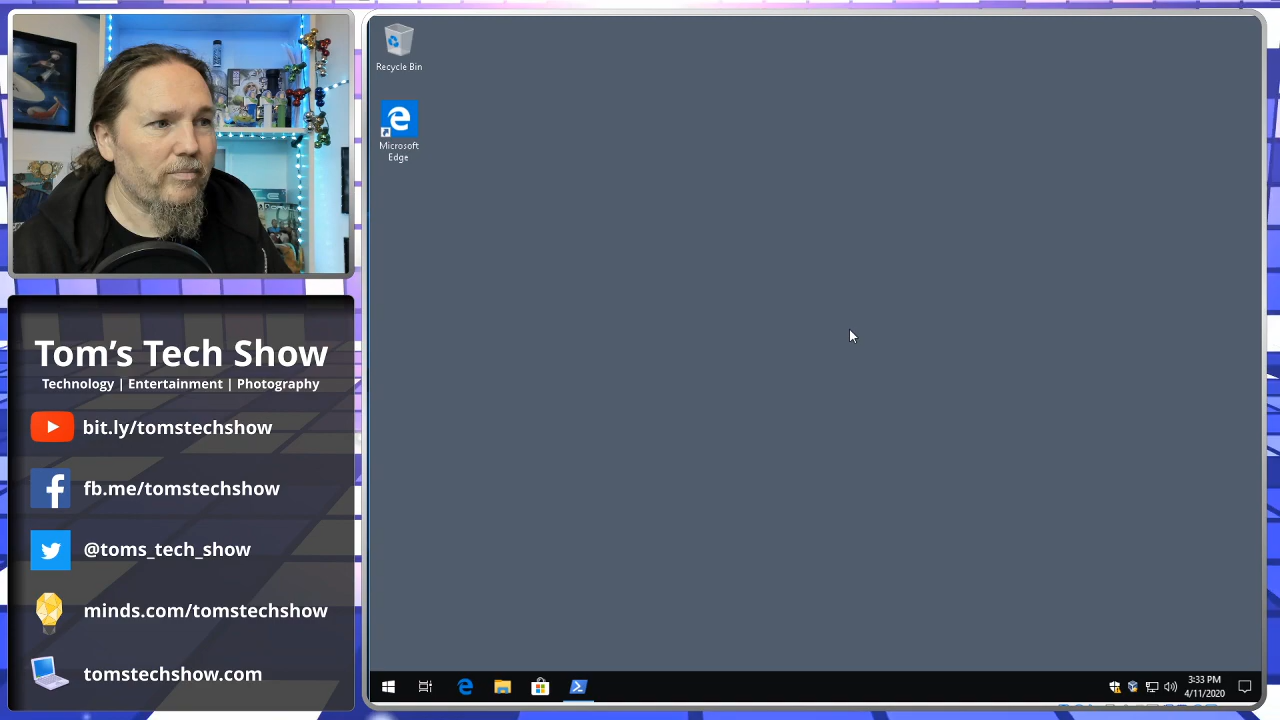 Recycle Bin
Microsoft
Edge
Tom's Tech Show
Technology | Entertainment | Photography
bit.ly/tomstechshow
fb.me/tomstechshow
@toms_tech_show
minds.com/tomstechshow
tomstechshow.com
3:33 PM
4/11/2020